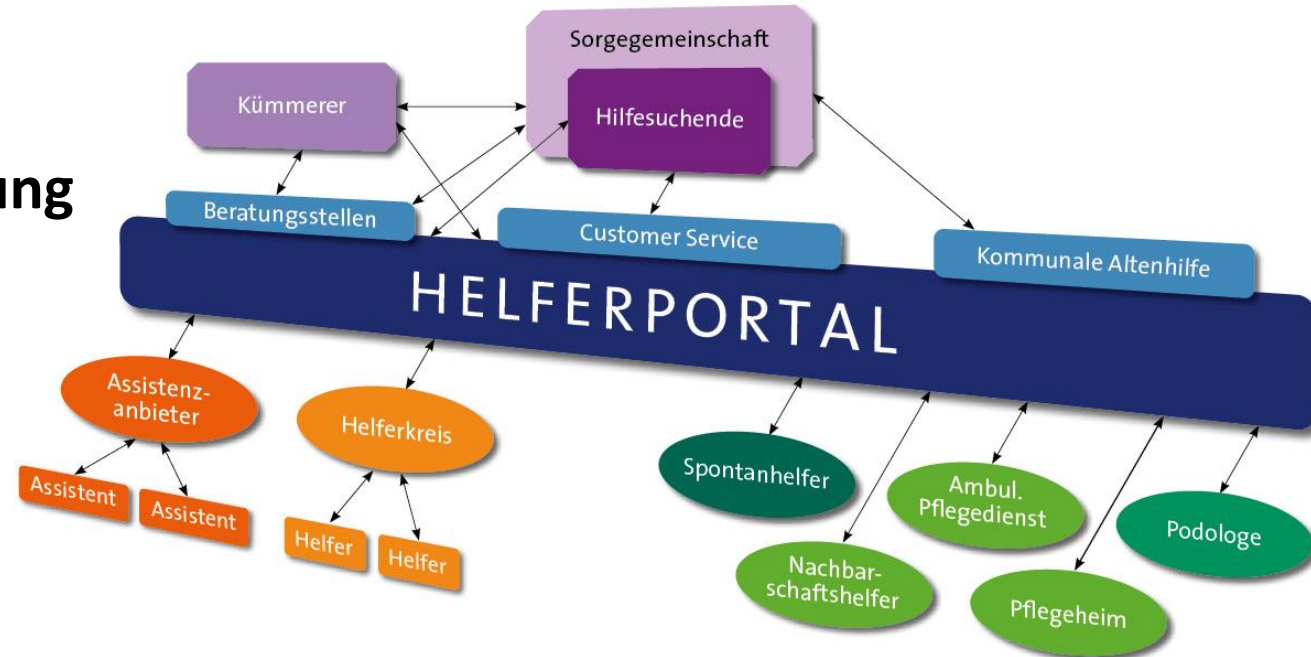 Sorgegemeinschaft
Kümmerer
Hilfesuchende
ung
Beratungsstellen
Customer Service
Kommunale Altenhilfe
HELFERPORTAL
Assistenz-
anbieter
Helferkreis
Spontanhelfer
Ambul.
Pflegedienst
Podologe
Assistent
Assistent
Helfer
Helfer
Nachbar-
schaftshelfer
Pflegeheim